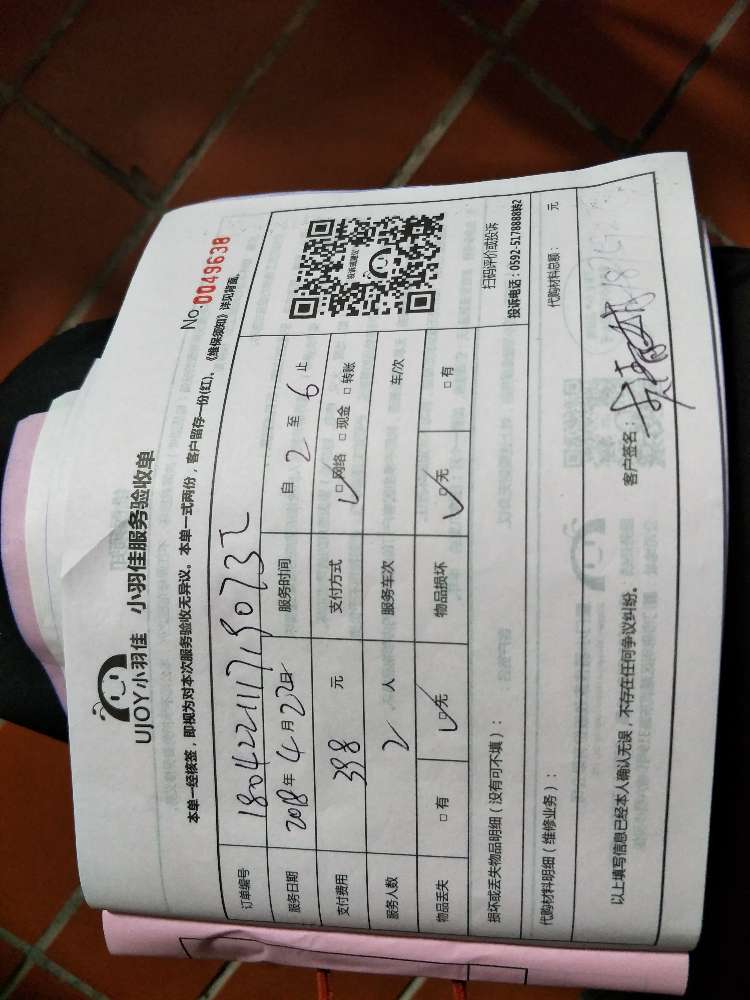 UJOY小羽佳 小羽佳服务验收单
No.0049638
本单一经核签，即视为对本次服务验收无异议。本单一式两份，客户留存一份(红)。《维保须知》详见背面。
订单编号
服务日期 2018年4月23日 服务时间 自 2 至 6 止
支付费用 398 元 支付方式 ☑网络 □现金 □转账
服务人数 2 人 服务车次 车/次
物品丢失 □有 ☑无 物品损坏 ☑无 □有
投诉或建议
扫码评价或投诉
投诉电话：0592-5178888转2
损坏或丢失物品明细（没有可不填）：
代购材料明细（维修业务）： 代购材料总额： 元
以上填写信息已经本人确认无误，不存在任何争议纠纷。 客户签名：